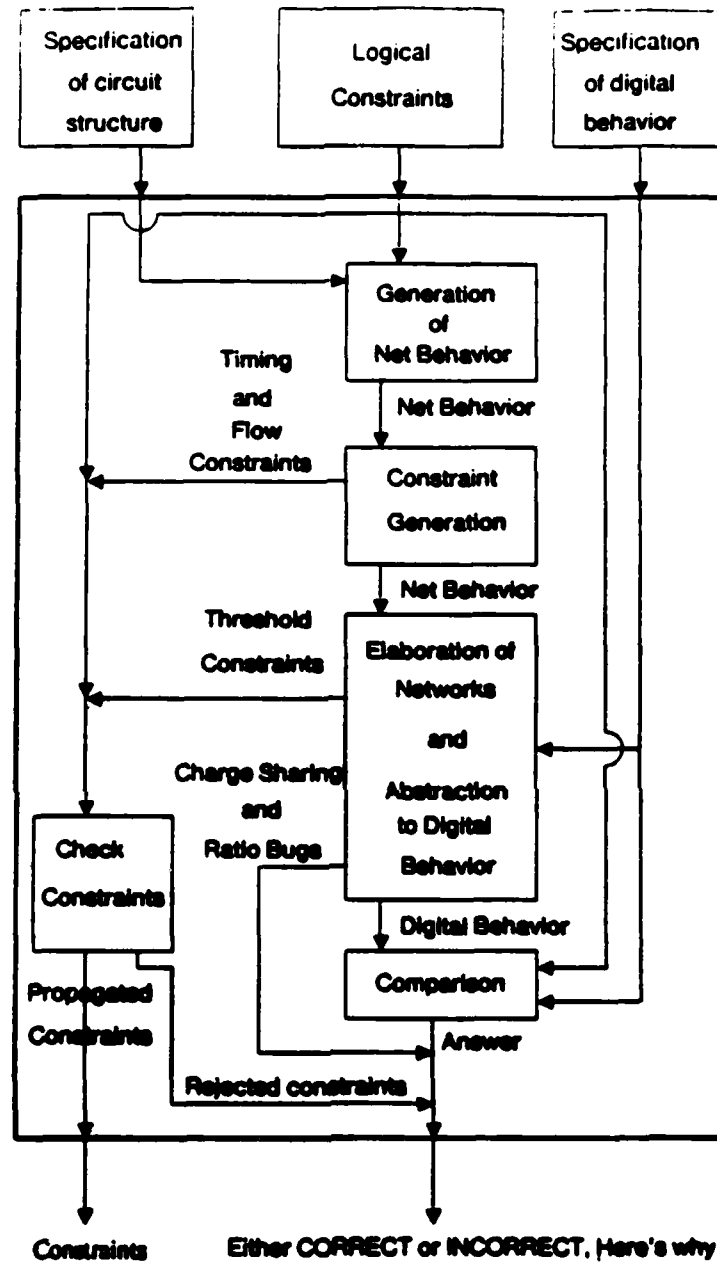 Specification
of circuit
structure
Logical
Constraints
Specification
of digital
behavior
Generation
of
Net Behavior
Timing
and
Flow
Constraints
Net Behavior
Constraint
Generation
Net Behavior
Threshold
Constraints
Elaboration of
Networks
and
Abstraction
to Digital
Behavior
Charge Sharing
and
Ratio Bugs
Check
Constraints
Digital Behavior
Comparison
Propagated
Constraints
Answer
Rejected constraints
Constraints
Either CORRECT or INCORRECT, Here's why